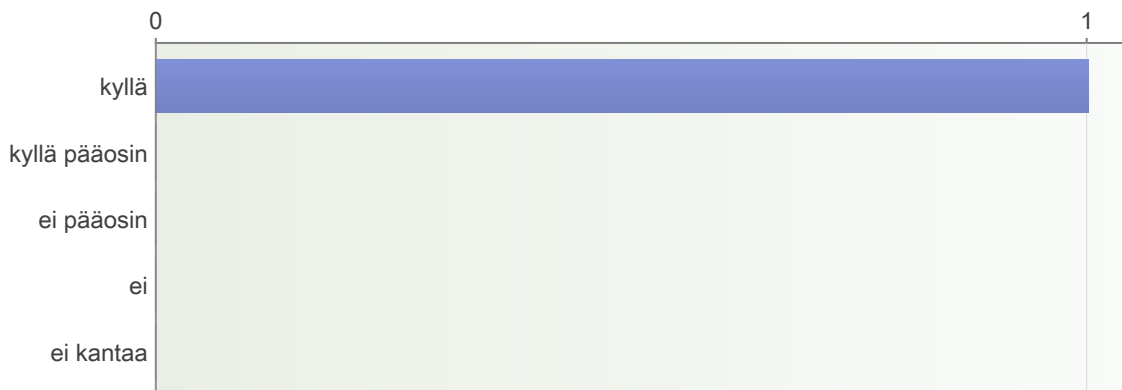 0 1
kyllä
kyllä pääosin
ei pääosin
ei
ei kantaa